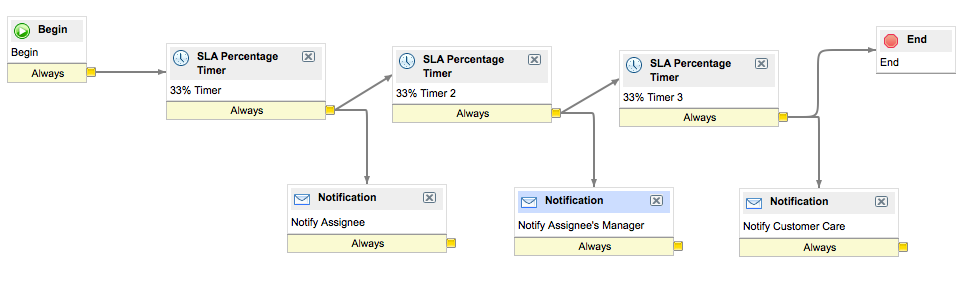 Begin
Begin
Always
SLA Percentage
Timer
33% Timer
Always
SLA Percentage
Timer
33% Timer 2
Always
SLA Percentage
Timer
33% Timer 3
Always
End
End
Notification
Notify Assignee
Always
Notification
Notify Assignee's Manager
Always
Notification
Notify Customer Care
Always